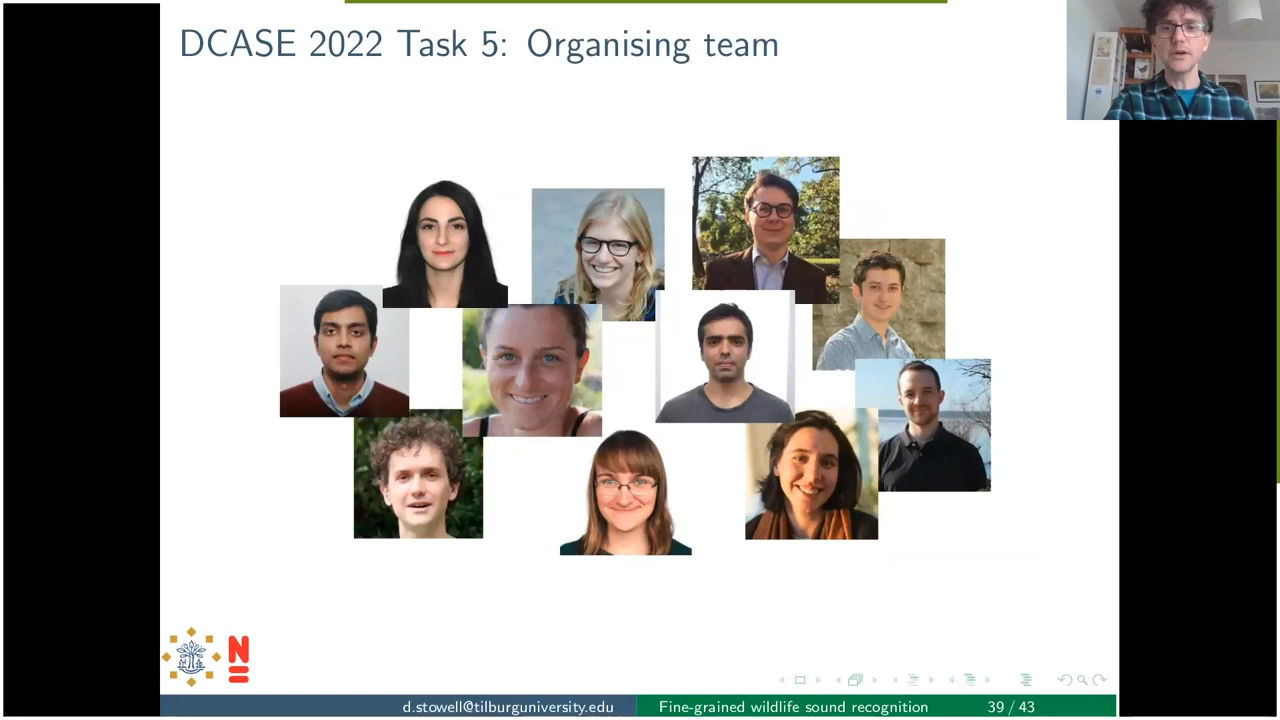 DCASE 2022 Task 5: Organising team
d.stowell@tilburguniversity.edu Fine-grained wildlife sound recognition 39 / 43